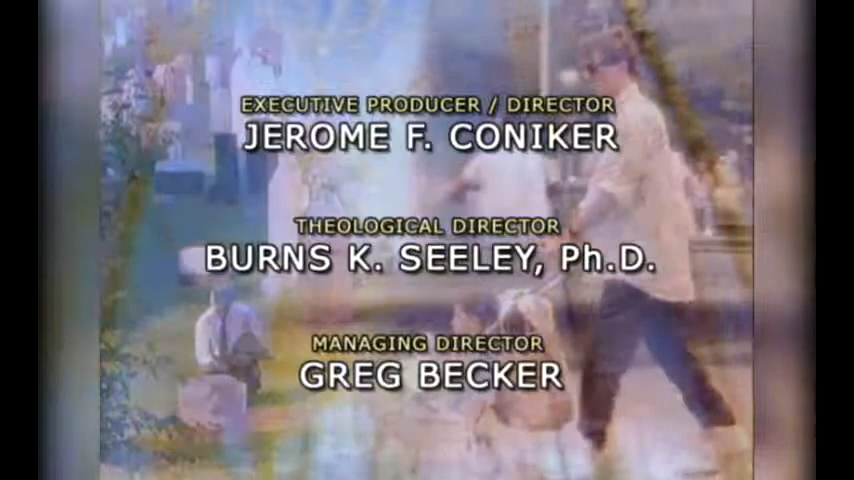 EXECUTIVE PRODUCER / DIRECTOR
JEROME F. CONIKER
THEOLOGICAL DIRECTOR
BURNS K. SEELEY, Ph.D.
MANAGING DIRECTOR
GREG BECKER